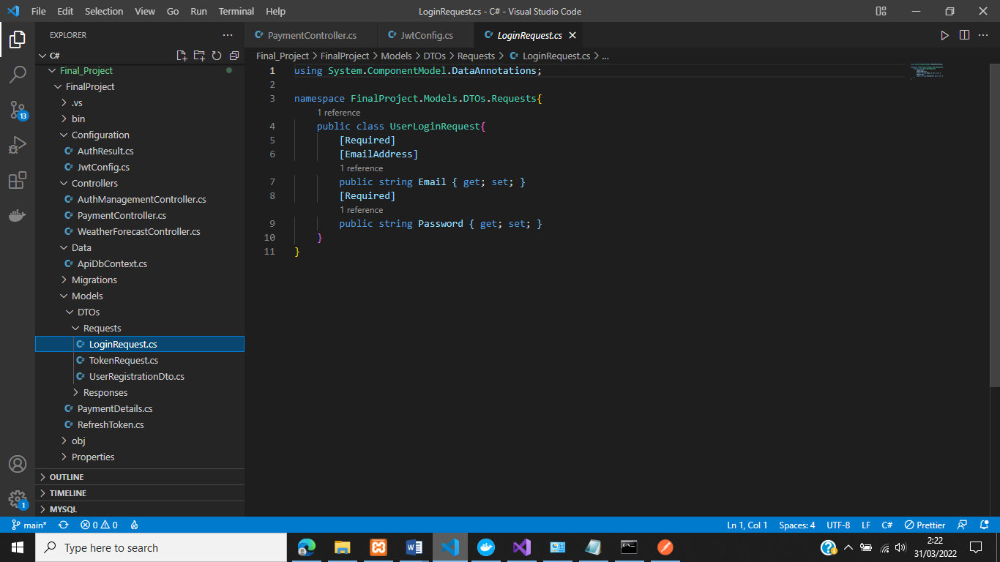 File Edit Selection View Go Run Terminal Help LoginRequest.cs - C# - Visual Studio Code
EXPLORER
PaymentController.cs JwtConfig.cs LoginRequest.cs
C#
Final_Project > FinalProject > Models > DTOs > Requests > LoginRequest.cs > ...
Final_Project
FinalProject
.vs
bin
Configuration
AuthResult.cs
JwtConfig.cs
Controllers
AuthManagementController.cs
PaymentController.cs
WeatherForecastController.cs
Data
ApiDbContext.cs
Migrations
Models
DTOs
Requests
LoginRequest.cs
TokenRequest.cs
UserRegistrationDto.cs
Responses
PaymentDetails.cs
RefreshToken.cs
obj
Properties
OUTLINE
TIMELINE
MYSQL
13
1
1 using System.ComponentModel.DataAnnotations;
2
3 namespace FinalProject.Models.DTOs.Requests{
1 reference
4 public class UserLoginRequest{
5 [Required]
6 [EmailAddress]
1 reference
7 public string Email { get; set; }
8 [Required]
1 reference
9 public string Password { get; set; }
10 }
11 }
main* 0 0 Ln 1, Col 1 Spaces: 4 UTF-8 LF C# Prettier
Type here to search
2:22
31/03/2022